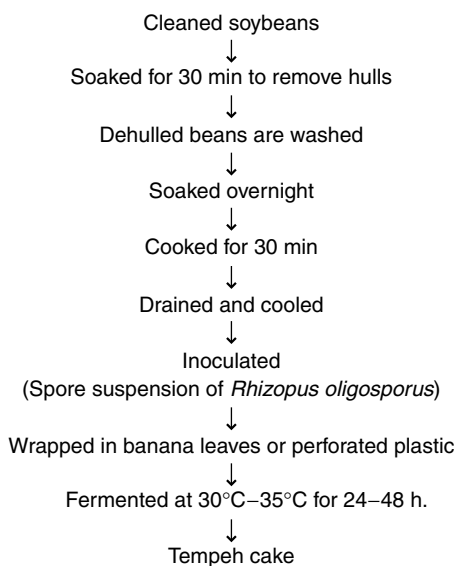 Cleaned soybeans
Soaked for 30 min to remove hulls
Dehulled beans are washed
Soaked overnight
Cooked for 30 min
Drained and cooled
Inoculated
(Spore suspension of Rhizopus oligosporus)
Wrapped in banana leaves or perforated plastic
Fermented at 30°C–35°C for 24–48 h.
Tempeh cake